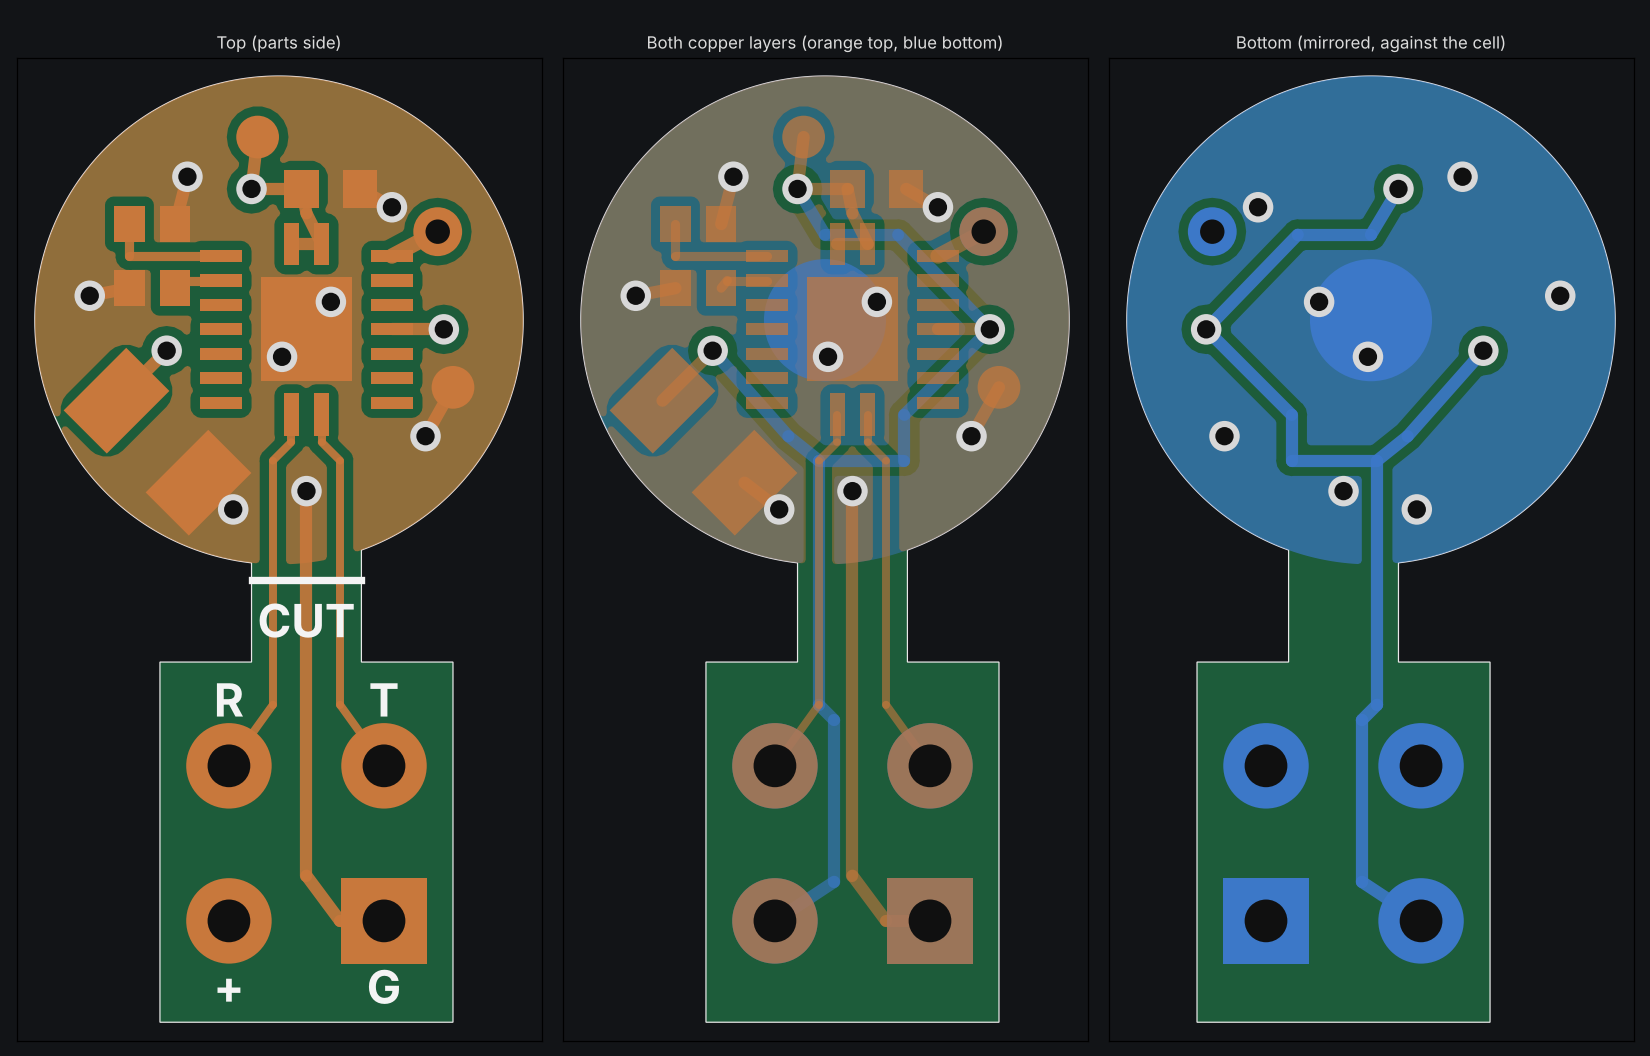 Top (parts side)
Both copper layers (orange top, blue bottom)
Bottom (mirrored, against the cell)
CUT
R T
+ G